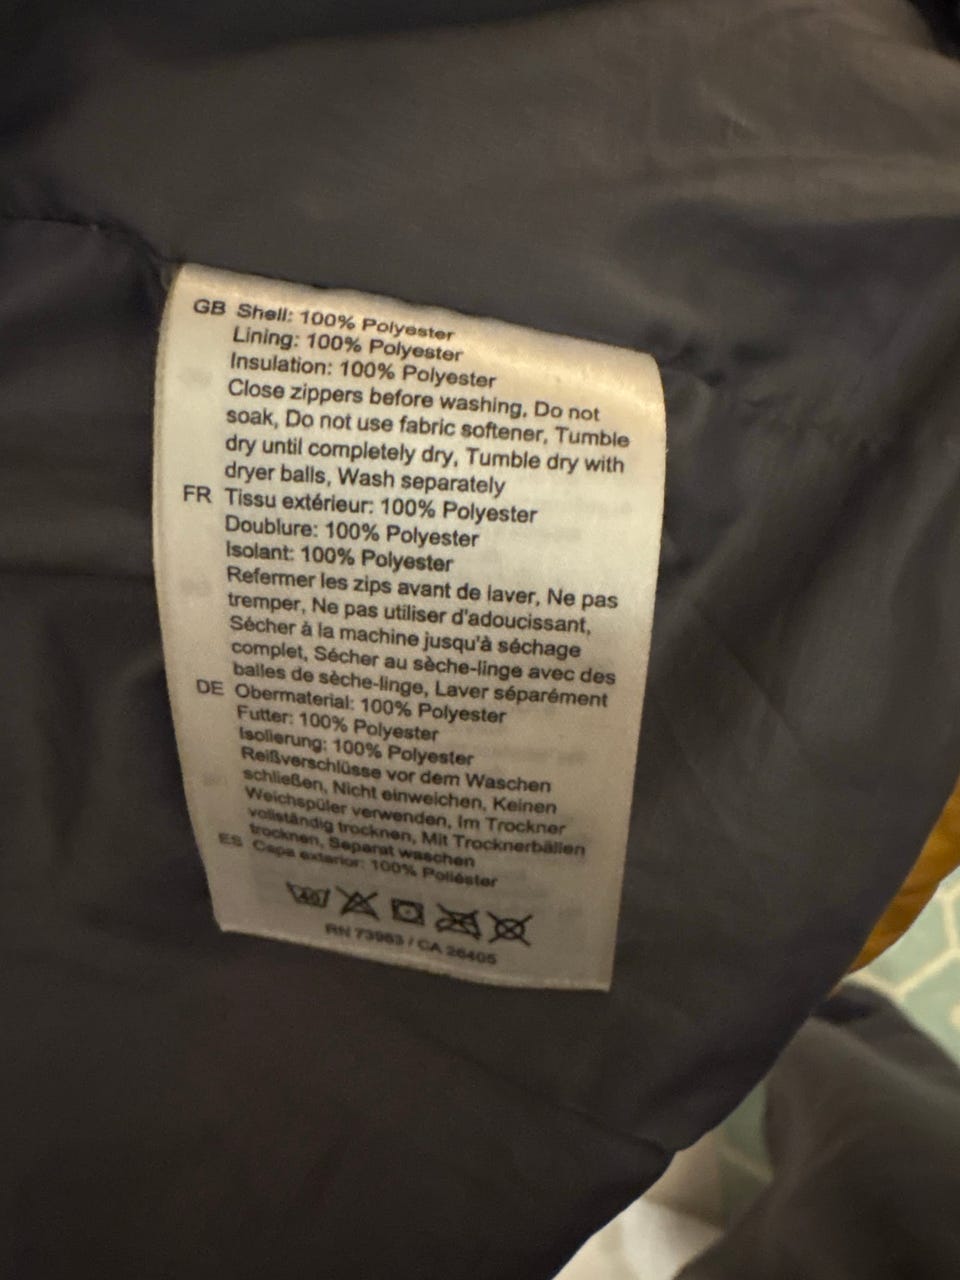 GB Shell: 100% Polyester
Lining: 100% Polyester
Insulation: 100% Polyester
Close zippers before washing, Do not
soak, Do not use fabric softener, Tumble
dry until completely dry, Tumble dry with
dryer balls, Wash separately
FR Tissu extérieur: 100% Polyester
Doublure: 100% Polyester
Isolant: 100% Polyester
Refermer les zips avant de laver, Ne pas
tremper, Ne pas utiliser d'adoucissant,
Sécher à la machine jusqu'à séchage
complet, Sécher au sèche-linge avec des
balles de sèche-linge, Laver séparément
DE Obermaterial: 100% Polyester
Futter: 100% Polyester
Isolierung: 100% Polyester
Reißverschlüsse vor dem Waschen
schließen, Nicht einweichen, Keinen
Weichspüler verwenden, Im Trockner
vollständig trocknen, Mit Trocknerbällen
trocknen, Separat waschen
ES Capa exterior: 100% Poliéster
40
RN 73963 / CA 26405